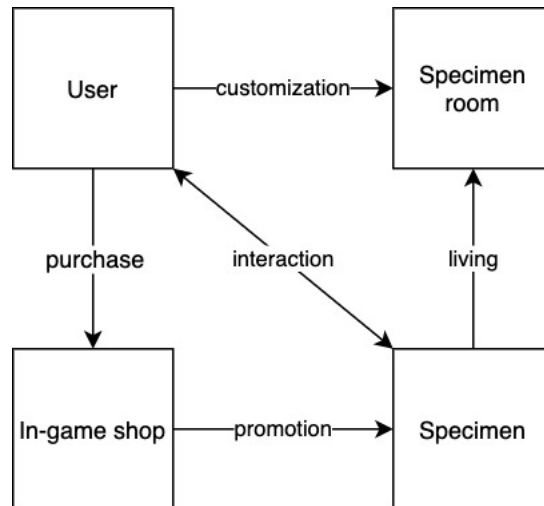 User
customization
Specimen
room
purchase
interaction
living
In-game shop
promotion
Specimen